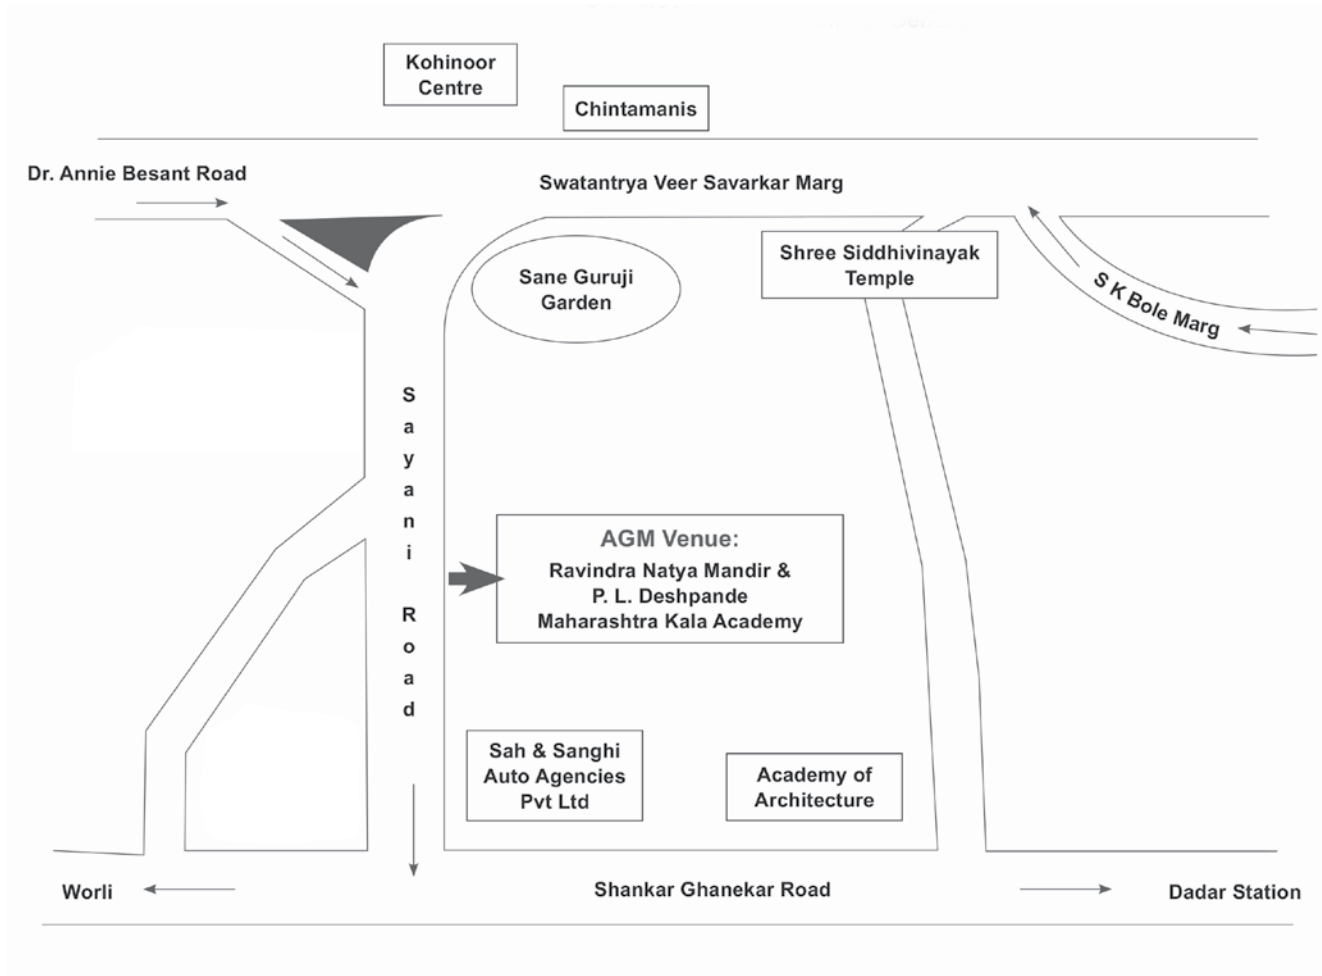 Kohinoor
Centre
Chintamanis
Dr. Annie Besant Road
Swatantrya Veer Savarkar Marg
Sane Guruji
Garden
Shree Siddhivinayak
Temple
S K Bole Marg
Sayani Road
AGM Venue:
Ravindra Natya Mandir &
P. L. Deshpande
Maharashtra Kala Academy
Sah & Sanghi
Auto Agencies
Pvt Ltd
Academy of
Architecture
Worli
Shankar Ghanekar Road
Dadar Station